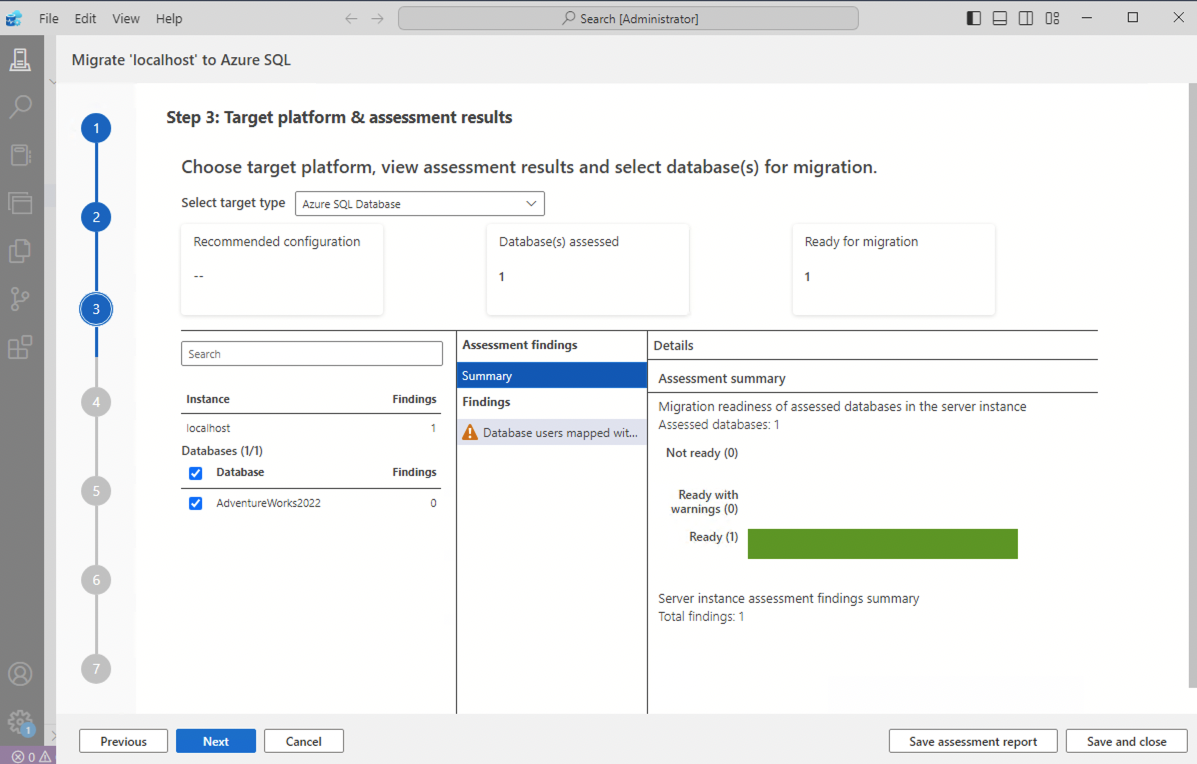 File Edit View Help
Search [Administrator]
Migrate 'localhost' to Azure SQL
1
2
3
4
5
6
7
Step 3: Target platform & assessment results
Choose target platform, view assessment results and select database(s) for migration.
Select target type Azure SQL Database
Recommended configuration
--
Database(s) assessed
1
Ready for migration
1
Search
Instance Findings
localhost 1
Databases (1/1)
Database Findings
AdventureWorks2022 0
Assessment findings
Summary
Findings
Database users mapped wit...
Details
Assessment summary
Migration readiness of assessed databases in the server instance
Assessed databases: 1
Not ready (0)
Ready with
warnings (0)
Ready (1)
Server instance assessment findings summary
Total findings: 1
1
0
Previous Next Cancel Save assessment report Save and close